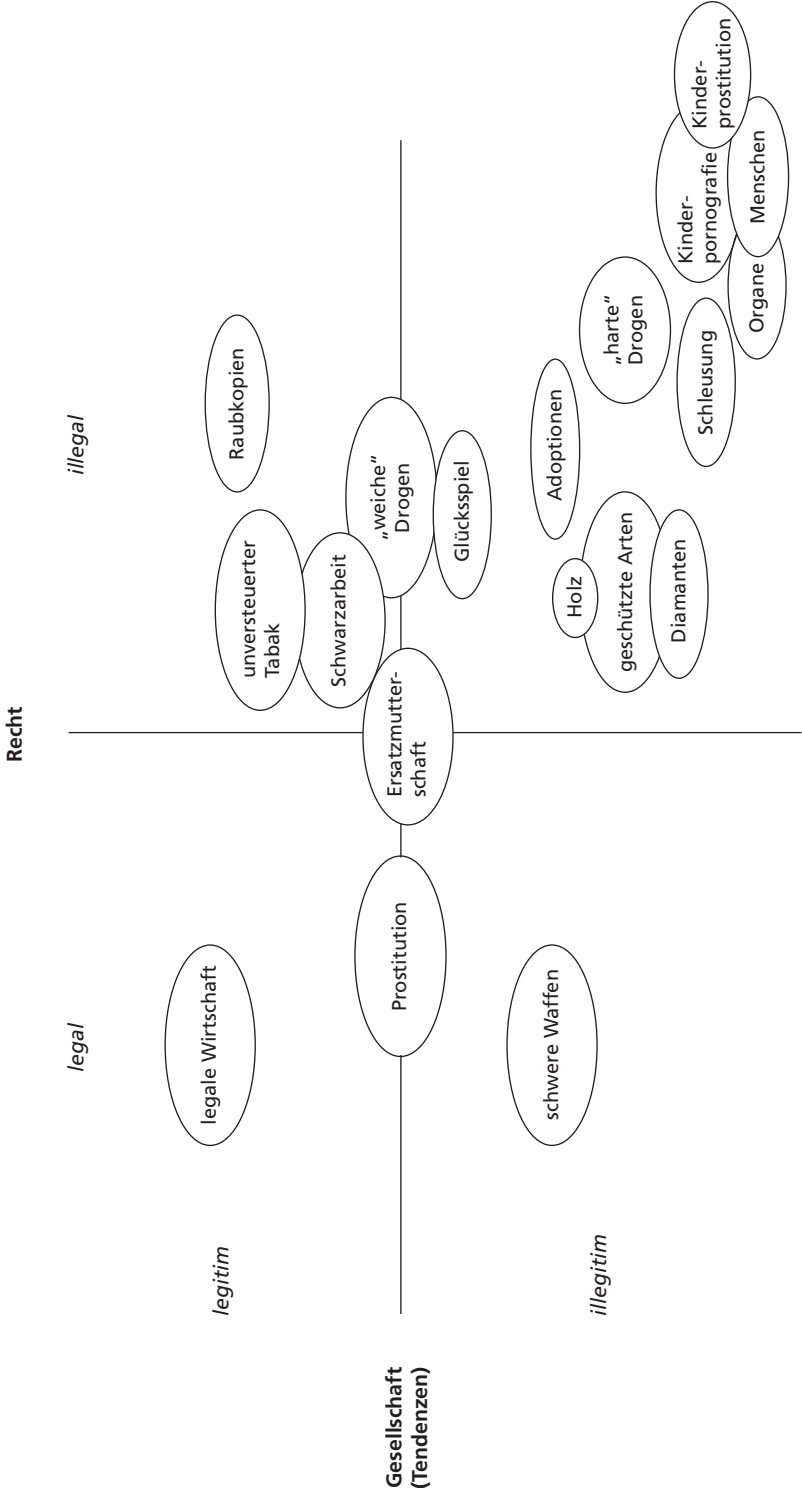 Recht
legal
illegal
legitim
legale Wirtschaft
unversteuerter
Tabak
Raubkopien
Schwarzarbeit
Gesellschaft
(Tendenzen)
Prostitution
Ersatzmutter-
schaft
„weiche“
Drogen
Glücksspiel
illegitim
schwere Waffen
Holz
Adoptionen
geschützte Arten
„harte“
Drogen
Diamanten
Schleusung
Kinder-
pornografie
Kinder-
prostitution
Organe
Menschen